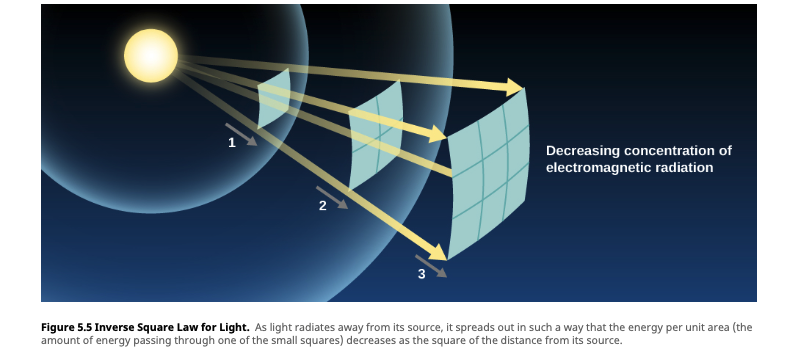 1
2
3
Decreasing concentration of
electromagnetic radiation
Figure 5.5 Inverse Square Law for Light. As light radiates away from its source, it spreads out in such a way that the energy per unit area (the
amount of energy passing through one of the small squares) decreases as the square of the distance from its source.